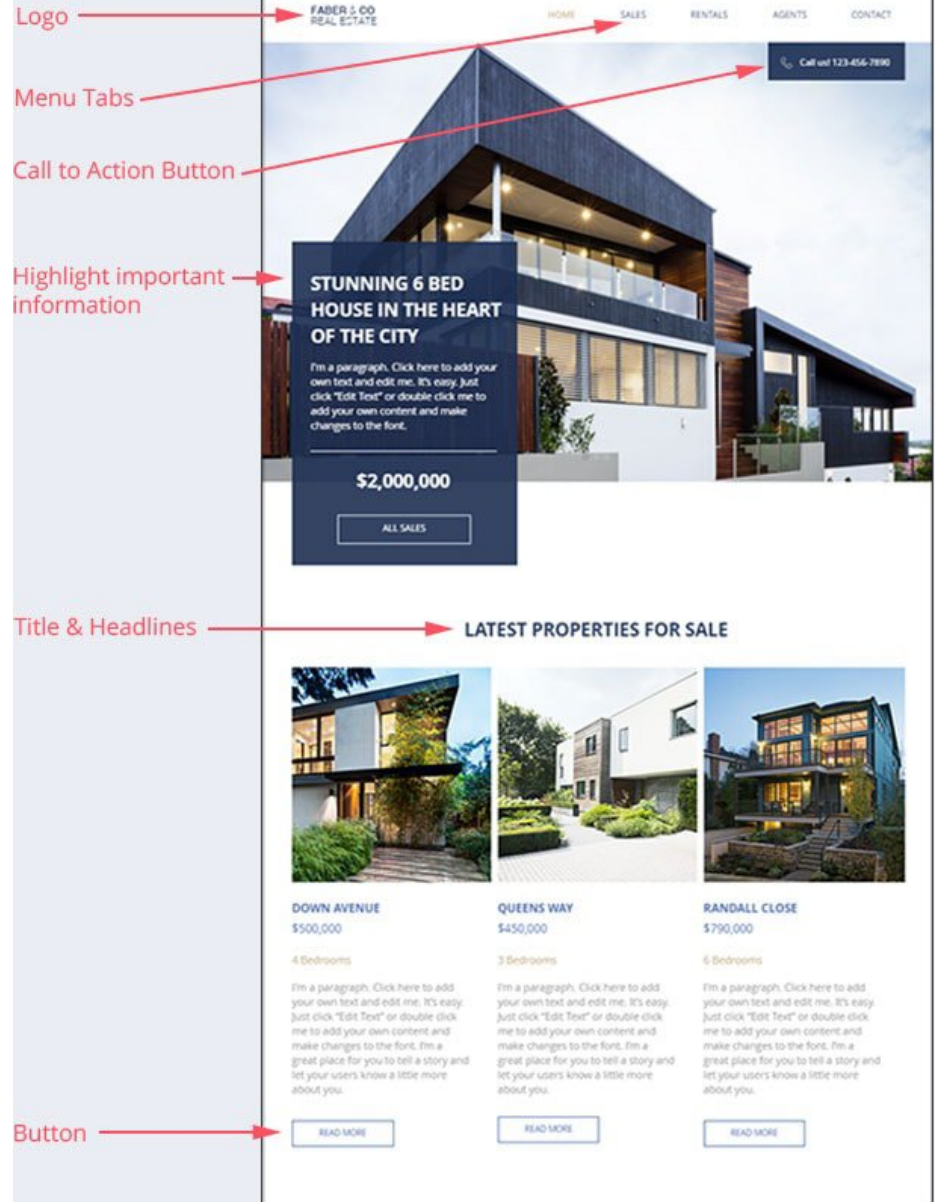 Logo
FABER & CO
REAL ESTATE
HOME
SALES
RENTALS
AGENTS
CONTACT
Menu Tabs
Call us! 123-456-7890
Call to Action Button
Highlight important
information
STUNNING 6 BED
HOUSE IN THE HEART
OF THE CITY
I'm a paragraph. Click here to add your
own text and edit me. It's easy. Just
click "Edit Text" or double click me to
add your own content and make
changes to the font.
$2,000,000
ALL SALES
Title & Headlines
LATEST PROPERTIES FOR SALE
DOWN AVENUE
$500,000
4 Bedrooms
I'm a paragraph. Click here to add
your own text and edit me. It's easy.
Just click "Edit Text" or double click
me to add your own content and
make changes to the font. I'm a
great place for you to tell a story and
let your users know a little more
about you.
READ MORE
QUEENS WAY
$450,000
3 Bedrooms
I'm a paragraph. Click here to add
your own text and edit me. It's easy.
Just click "Edit Text" or double click
me to add your own content and
make changes to the font. I'm a
great place for you to tell a story and
let your users know a little more
about you.
READ MORE
RANDALL CLOSE
$790,000
6 Bedrooms
I'm a paragraph. Click here to add
your own text and edit me. It's easy.
Just click "Edit Text" or double click
me to add your own content and
make changes to the font. I'm a
great place for you to tell a story and
let your users know a little more
about you.
READ MORE
Button